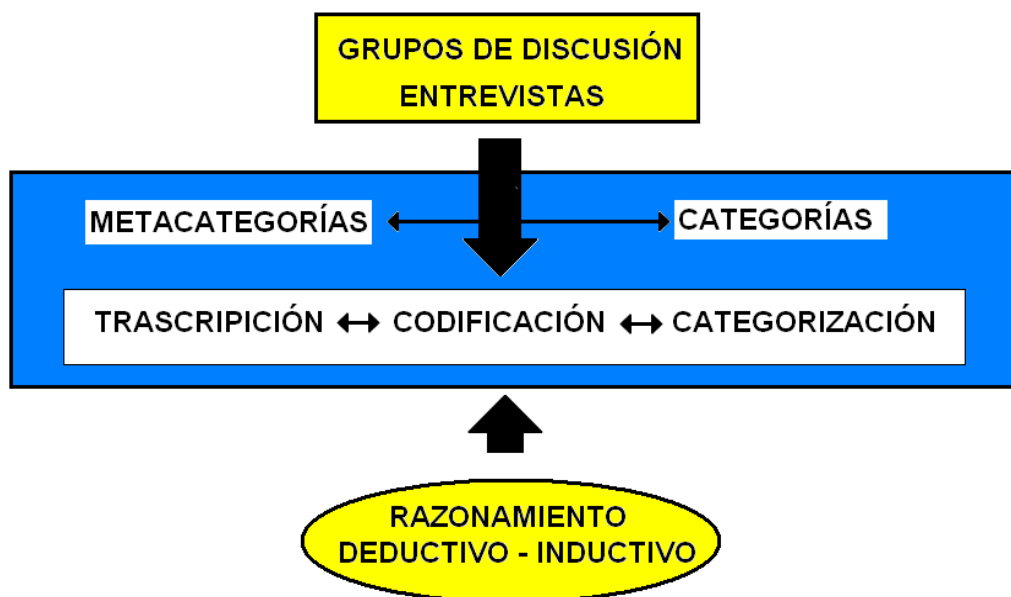 GRUPOS DE DISCUSIÓN
ENTREVISTAS
METACATEGORÍAS
CATEGORÍAS
TRASCRIPICIÓN CODIFICACIÓN CATEGORIZACIÓN
RAZONAMIENTO
DEDUCTIVO - INDUCTIVO